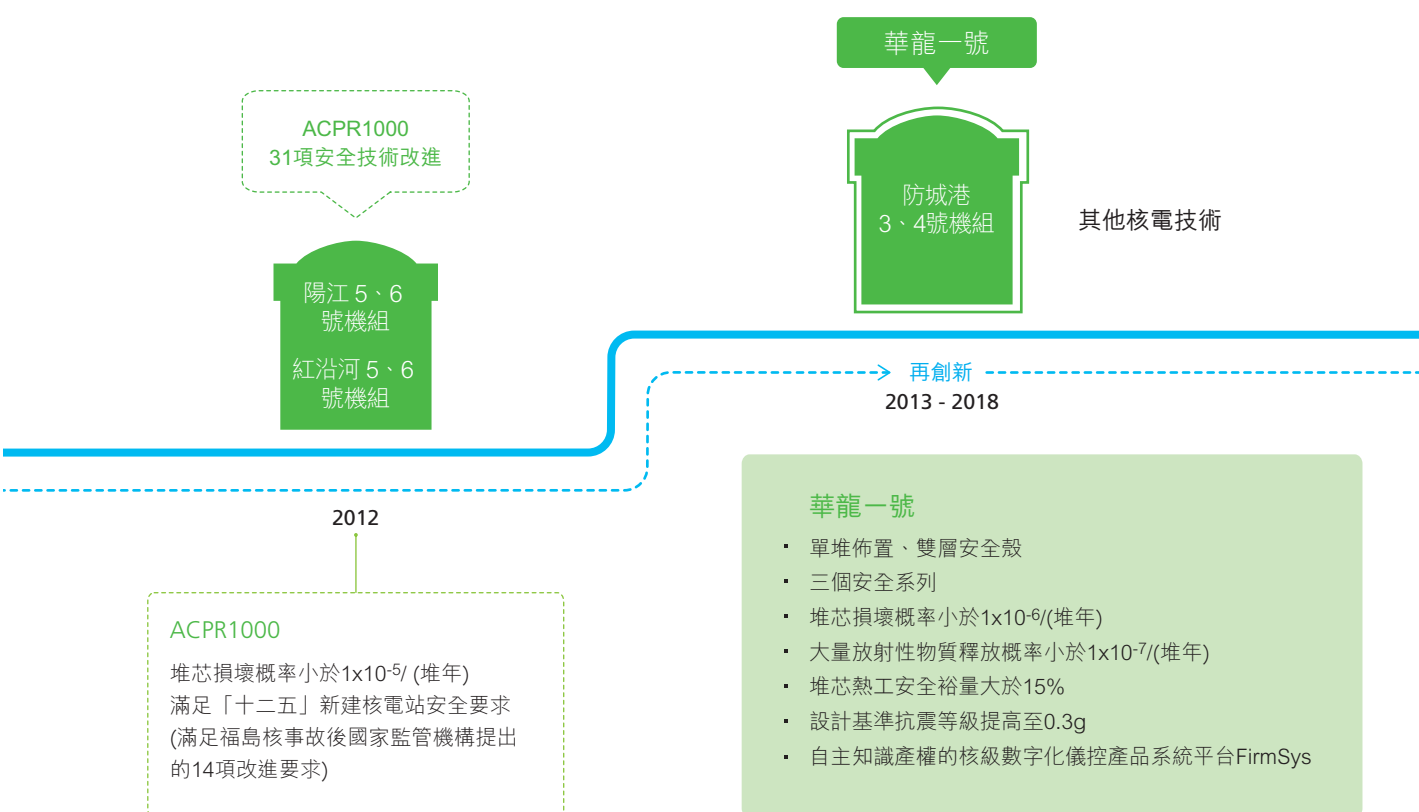 ACPR1000
31項安全技術改進
陽江 5、6
號機組
紅沿河 5、6
號機組
2012
ACPR1000
堆芯損壞概率小於1x10-5/ (堆年)
滿足「十二五」新建核電站安全要求
(滿足福島核事故後國家監管機構提出
的14項改進要求)
華龍一號
防城港
3、4號機組
其他核電技術
再創新
2013 - 2018
華龍一號
▪ 單堆佈置、雙層安全殼
▪ 三個安全系列
▪ 堆芯損壞概率小於1x10-6/(堆年)
▪ 大量放射性物質釋放概率小於1x10-7/(堆年)
▪ 堆芯熱工安全裕量大於15%
▪ 設計基準抗震等級提高至0.3g
▪ 自主知識產權的核級數字化儀控產品系統平台FirmSys